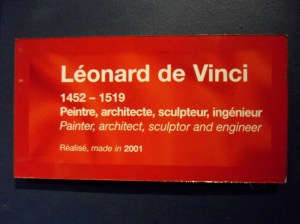 Léonard de Vinci
1452 – 1519
Peintre, architecte, sculpteur, ingénieur
Painter, architect, sculptor and engineer
Réalisé, made in 2001